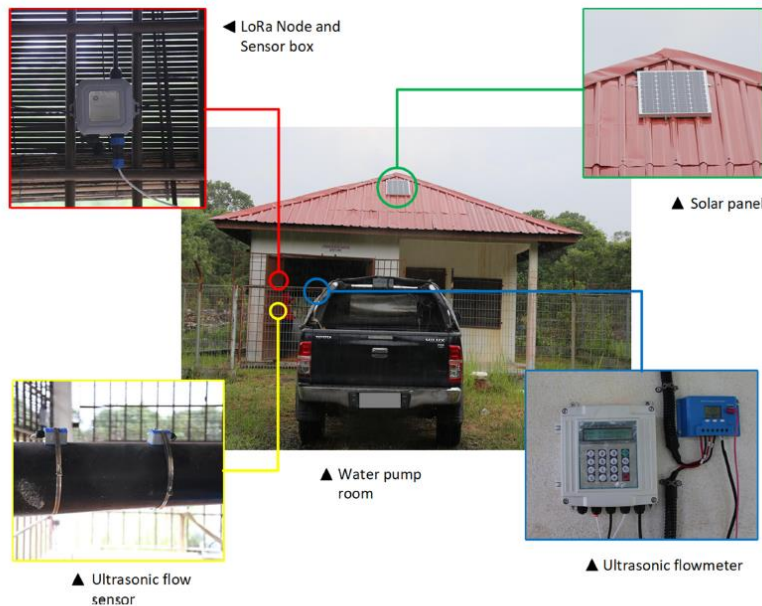 ◄ LoRa Node and
Sensor box
▲ Solar panel
▲ Water pump
room
▲ Ultrasonic flow
sensor
▲ Ultrasonic flowmeter